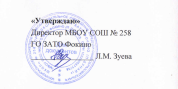 «Утверждаю»
Директор МБОУ СОШ № 258
ГО ЗАТО Фокино
Л.М. Зуева